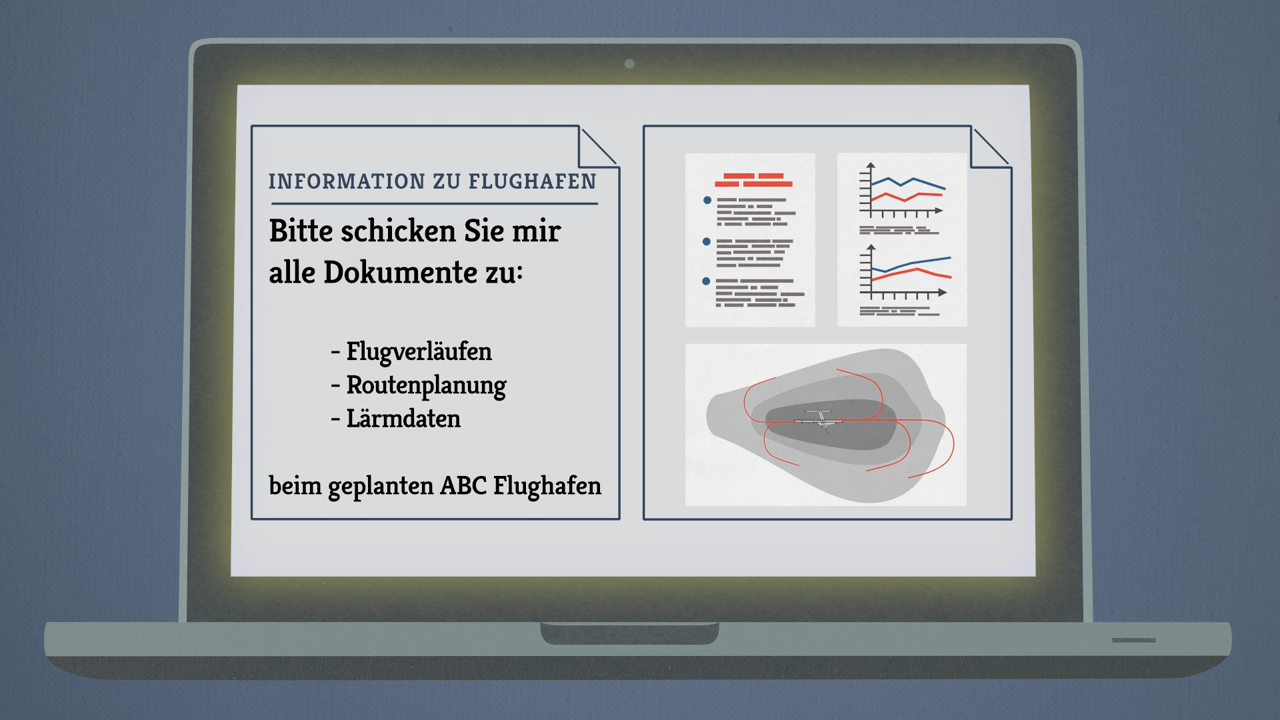 INFORMATION ZU FLUGHAFEN
Bitte schicken Sie mir
alle Dokumente zu:
- Flugverläufen
- Routenplanung
- Lärmdaten
beim geplanten ABC Flughafen